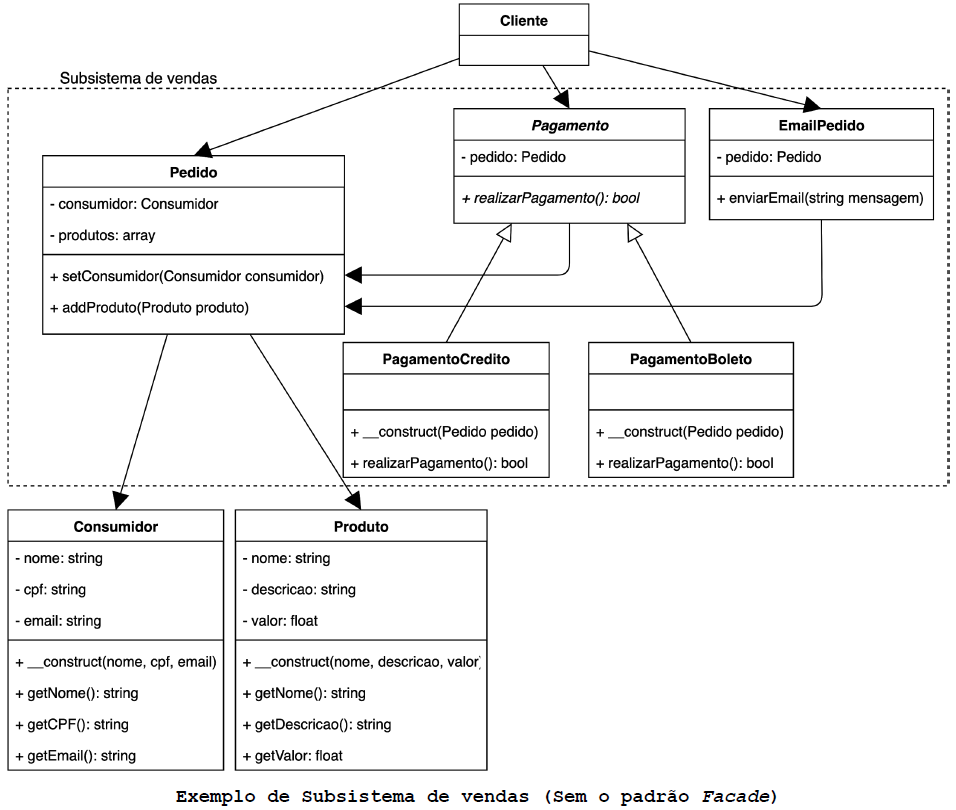 Cliente
Subsistema de vendas
Pagamento
- pedido: Pedido
+ realizarPagamento(): bool
EmailPedido
- pedido: Pedido
+ enviarEmail(string mensagem)
Pedido
- consumidor: Consumidor
- produtos: array
+ setConsumidor(Consumidor consumidor)
+ addProduto(Produto produto)
PagamentoCredito
+ __construct(Pedido pedido)
+ realizarPagamento(): bool
PagamentoBoleto
+ __construct(Pedido pedido)
+ realizarPagamento(): bool
Consumidor
- nome: string
- cpf: string
- email: string
+ __construct(nome, cpf, email)
+ getNome(): string
+ getCPF(): string
+ getEmail(): string
Produto
- nome: string
- descricao: string
- valor: float
+ __construct(nome, descricao, valor)
+ getNome(): string
+ getDescricao(): string
+ getValor: float
Exemplo de Subsistema de vendas (Sem o padrão Facade)